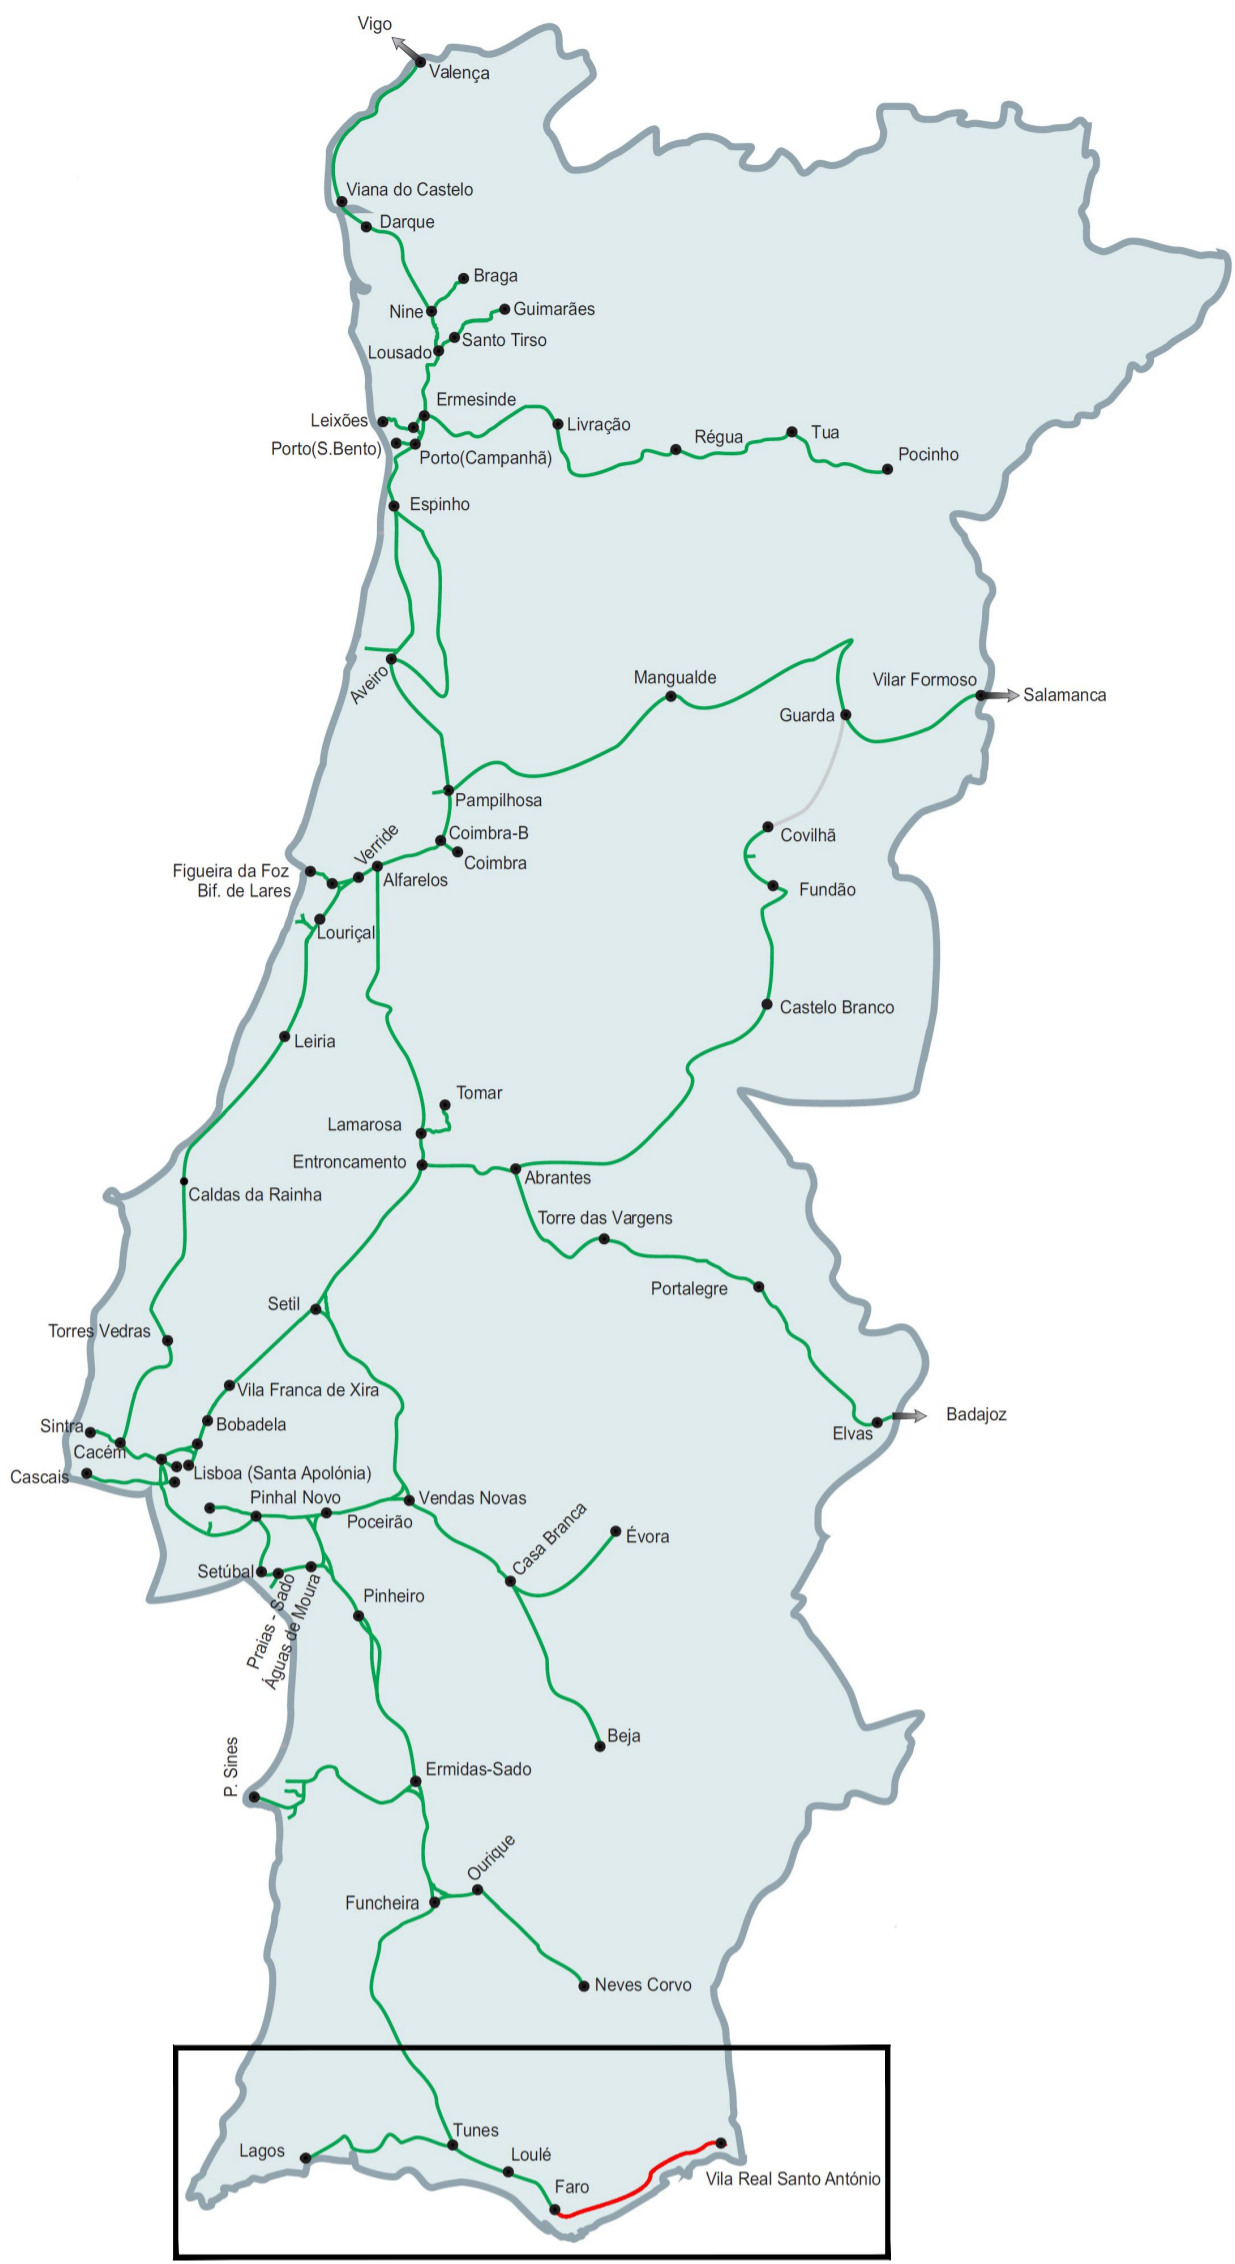 Vigo
Valença
Viana do Castelo
Darque
Braga
Nine
Guimarães
Santo Tirso
Lousado
Ermesinde
Leixões
Livração
Porto(S.Bento)
Régua
Tua
Porto(Campanhã)
Pocinho
Espinho
Aveiro
Mangualde
Vilar Formoso
Salamanca
Guarda
Pampilhosa
Coimbra-B
Covilhã
Verride
Coimbra
Figueira da Foz
Alfarelos
Bif. de Lares
Fundão
Louriçal
Castelo Branco
Leiria
Tomar
Lamarosa
Entroncamento
Abrantes
Caldas da Rainha
Torre das Vargens
Portalegre
Setil
Torres Vedras
Vila Franca de Xira
Badajoz
Sintra
Bobadela
Elvas
Cacém
Lisboa (Santa Apolónia)
Cascais
Pinhal Novo
Vendas Novas
Poceirão
Casa Branca
Évora
Setúbal
Praias - Sado
Águas de Moura
Pinheiro
Beja
P. Sines
Ermidas-Sado
Ourique
Funcheira
Neves Corvo
Tunes
Lagos
Loulé
Vila Real Santo António
Faro